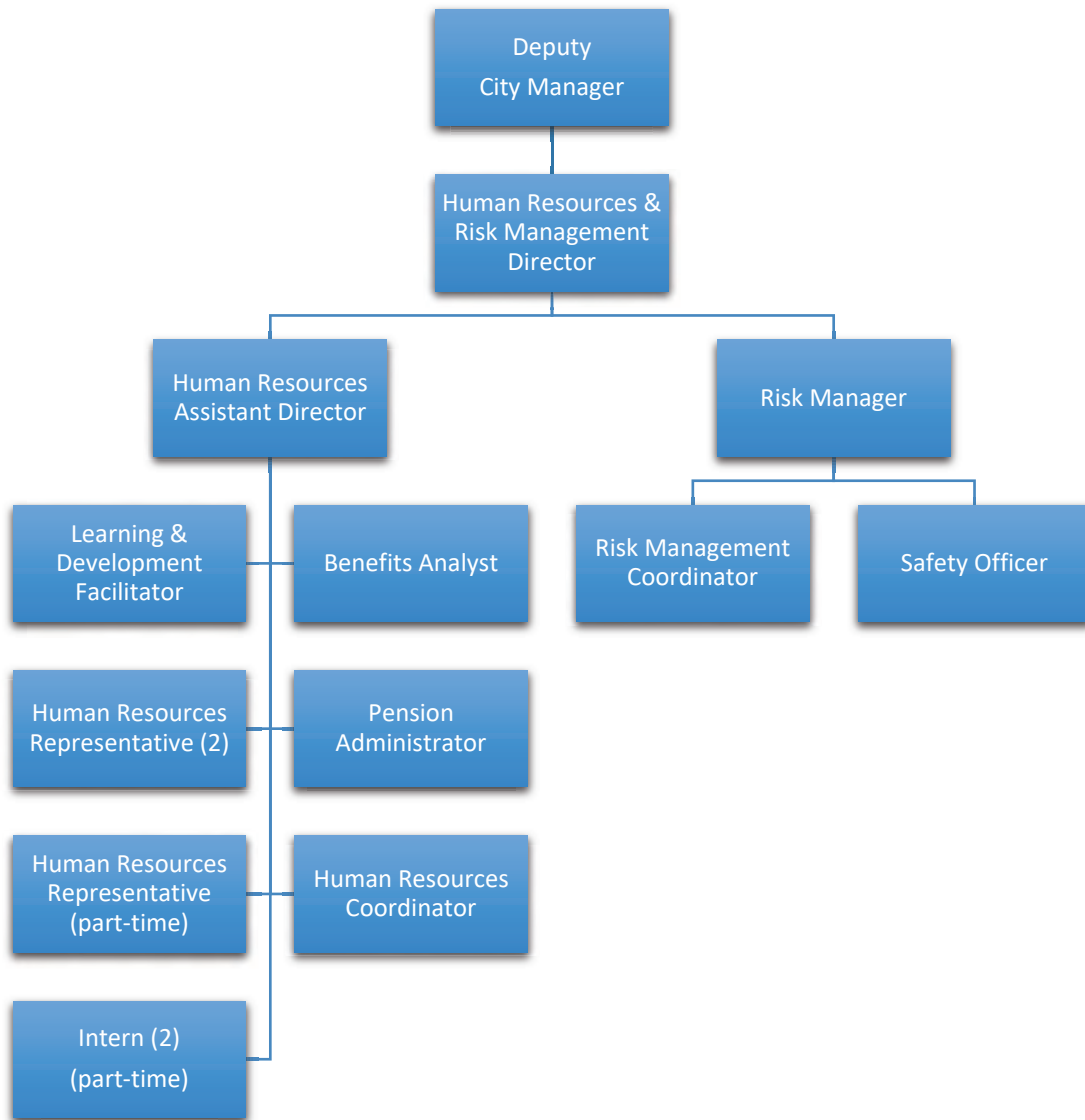 Deputy
City Manager
Human Resources &
Risk Management
Director
Human Resources
Assistant Director
Risk Manager
Learning &
Development
Facilitator
Benefits Analyst
Risk Management
Coordinator
Safety Officer
Human Resources
Representative (2)
Pension
Administrator
Human Resources
Representative
(part-time)
Human Resources
Coordinator
Intern (2)
(part-time)